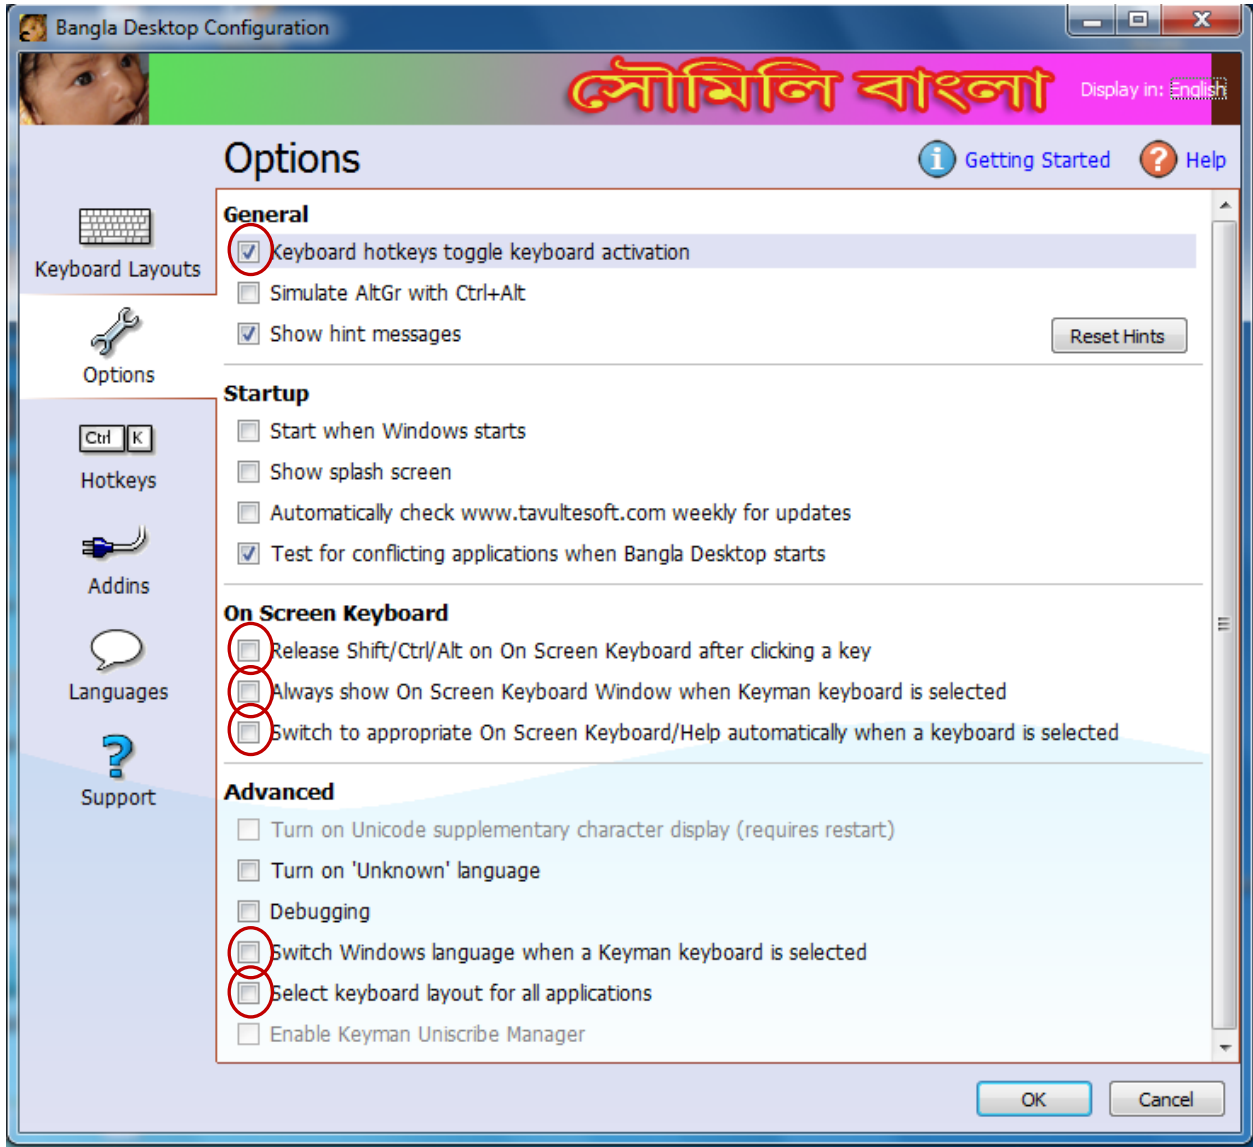 Bangla Desktop Configuration
সৌমিলি বাংলা
Display in: English
Options
Getting Started
Help
Keyboard Layouts
Options
Ctrl K
Hotkeys
Addins
Languages
Support
General
Keyboard hotkeys toggle keyboard activation
Simulate AltGr with Ctrl+Alt
Show hint messages
Reset Hints
Startup
Start when Windows starts
Show splash screen
Automatically check www.tavultesoft.com weekly for updates
Test for conflicting applications when Bangla Desktop starts
On Screen Keyboard
Release Shift/Ctrl/Alt on On Screen Keyboard after clicking a key
Always show On Screen Keyboard Window when Keyman keyboard is selected
Switch to appropriate On Screen Keyboard/Help automatically when a keyboard is selected
Advanced
Turn on Unicode supplementary character display (requires restart)
Turn on 'Unknown' language
Debugging
Switch Windows language when a Keyman keyboard is selected
Select keyboard layout for all applications
Enable Keyman Uniscribe Manager
OK
Cancel